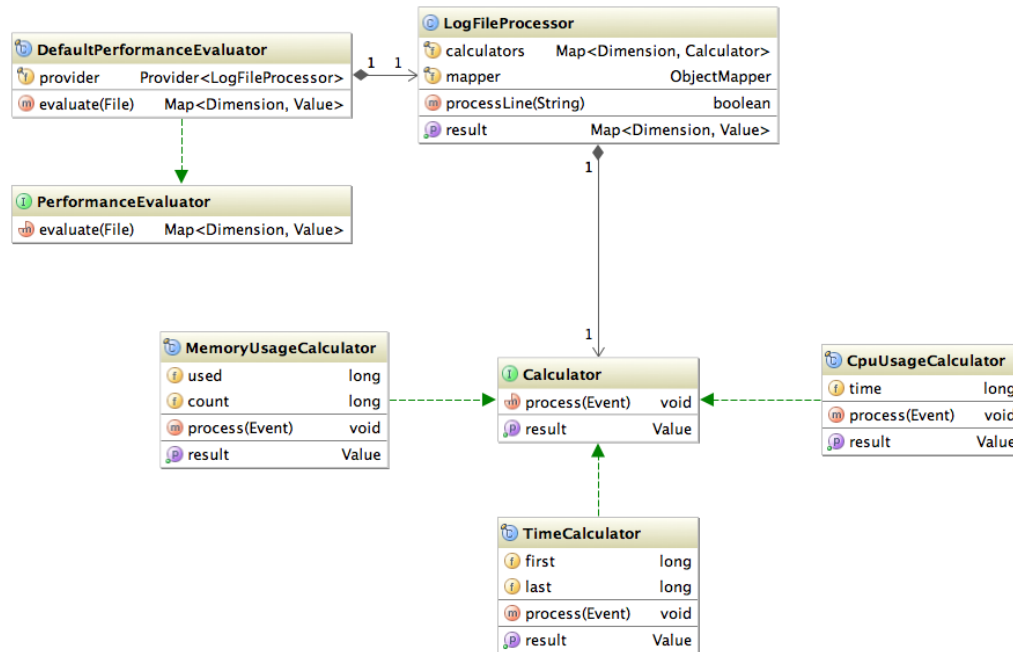 DefaultPerformanceEvaluator
provider Provider<LogFileProcessor>
evaluate(File) Map<Dimension, Value>
1 1
LogFileProcessor
calculators Map<Dimension, Calculator>
mapper ObjectMapper
processLine(String) boolean
result Map<Dimension, Value>
1
PerformanceEvaluator
evaluate(File) Map<Dimension, Value>
1
MemoryUsageCalculator
used long
count long
process(Event) void
result Value
Calculator
process(Event) void
result Value
CpuUsageCalculator
time long
process(Event) void
result Value
TimeCalculator
first long
last long
process(Event) void
result Value